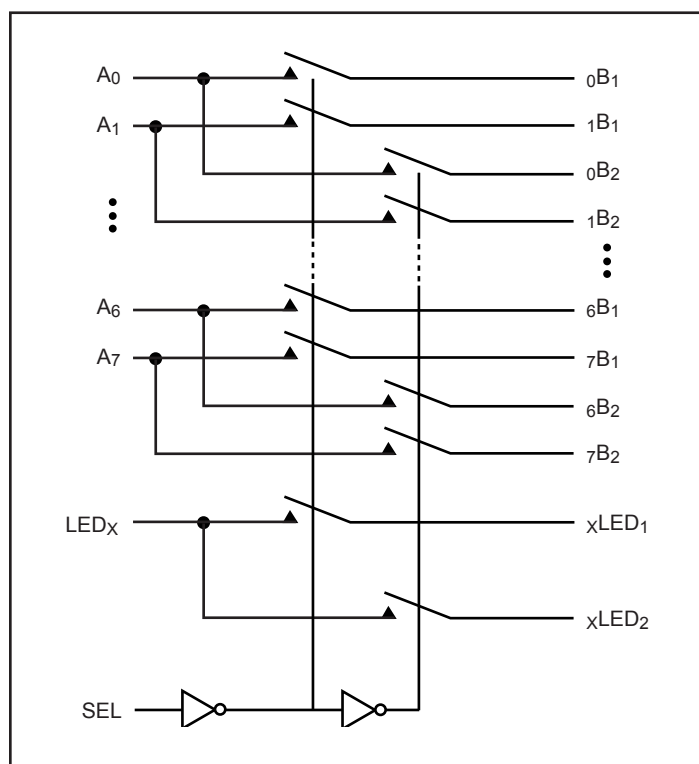 A0 0B1
A1 1B1
0B2
1B2
A6 6B1
A7 7B1
6B2
7B2
LEDX XLED1
XLED2
SEL